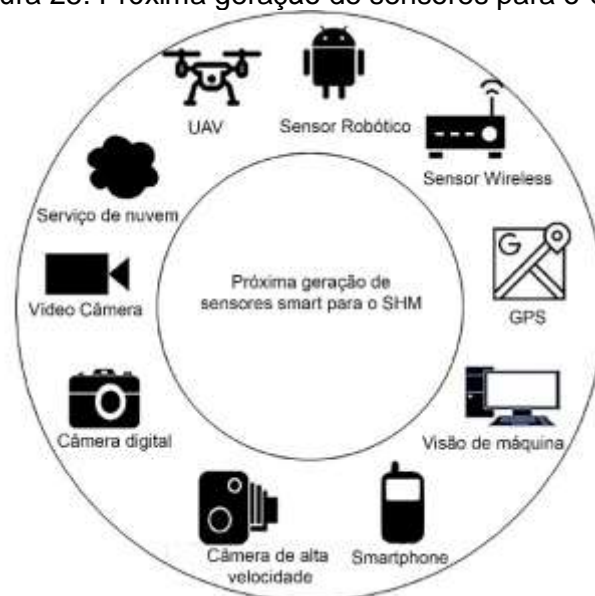 Próxima geração de sensores para o
UAV
Sensor Robótico
Sensor Wireless
Serviço de nuvem
G
GPS
Vídeo Câmera
Próxima geração de
sensores smart para o SHM
Câmera digital
Visão de máquina
Câmera de alta
velocidade
Smartphone